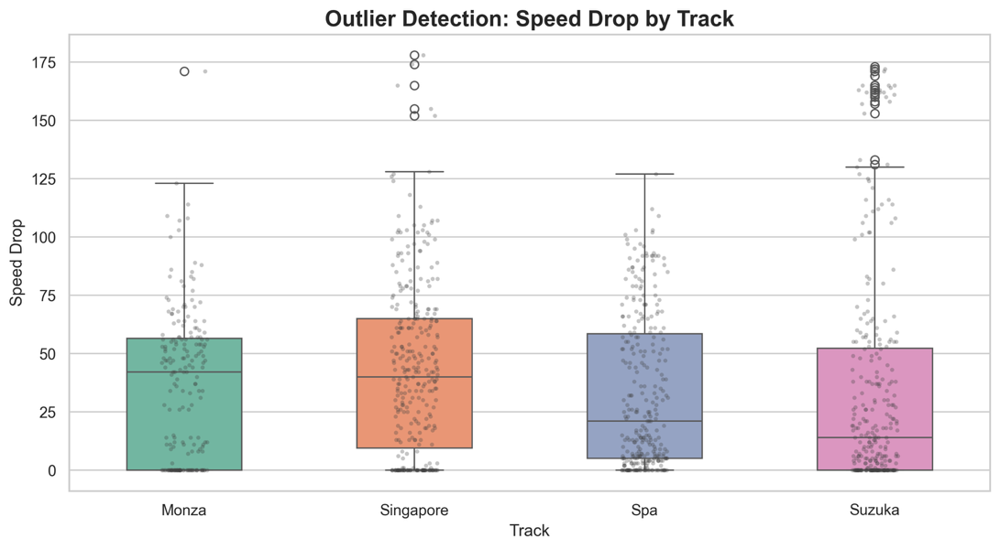 Outlier Detection: Speed Drop by Track
175
150
125
100
75
50
25
0
Speed Drop
Monza Singapore Spa Suzuka
Track